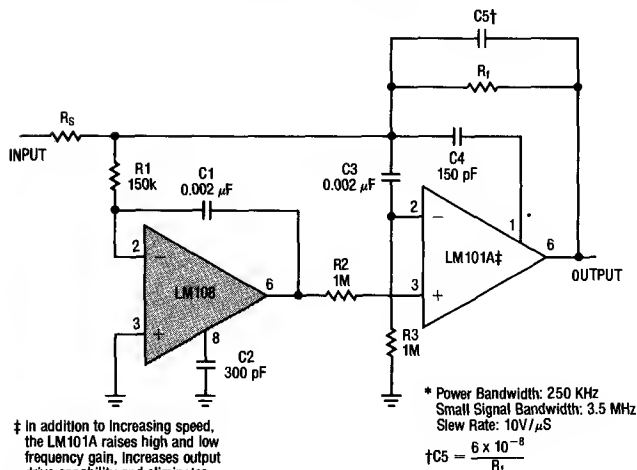 C5†
Rf
RS
INPUT
R1
150k
C1
0.002 µF
C3
0.002 µF
C4
150 pF
2
1
LM101A‡
6
OUTPUT
3
2
LM108
6
3
8
R2
1M
R3
1M
C2
300 pF
‡ In addition to increasing speed,
the LM101A raises high and low
frequency gain, increases output
* Power Bandwidth: 250 KHz
Small Signal Bandwidth: 3.5 MHz
Slew Rate: 10V/µS
†C5 = 6 × 10⁻⁸